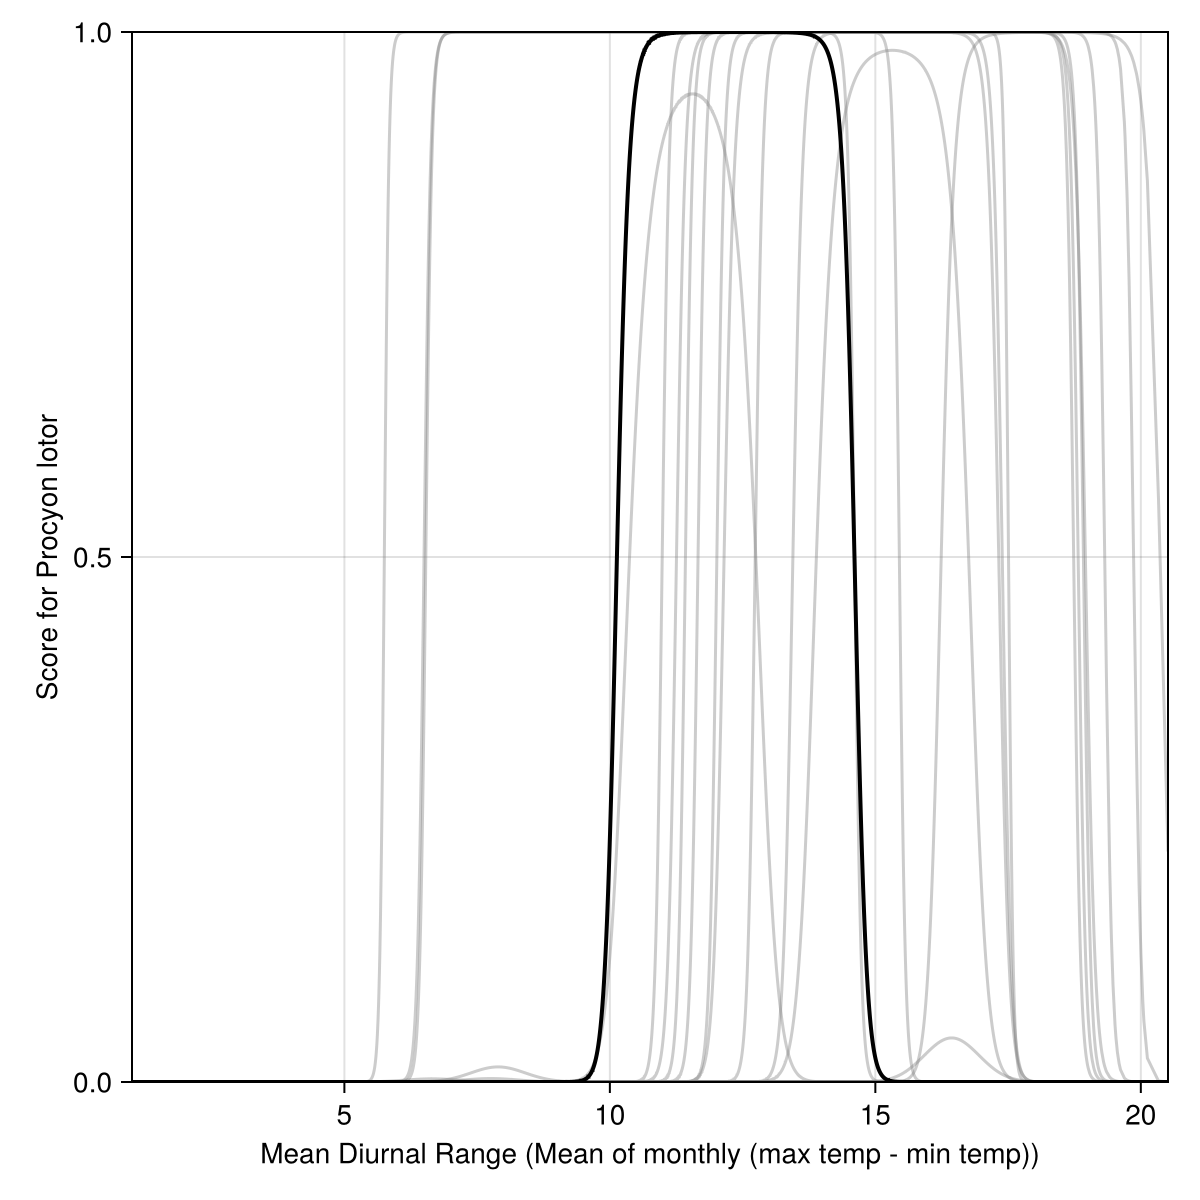 1.0
0.5
0.0
Score for Procyon lotor
5 10 15 20
Mean Diurnal Range (Mean of monthly (max temp - min temp))